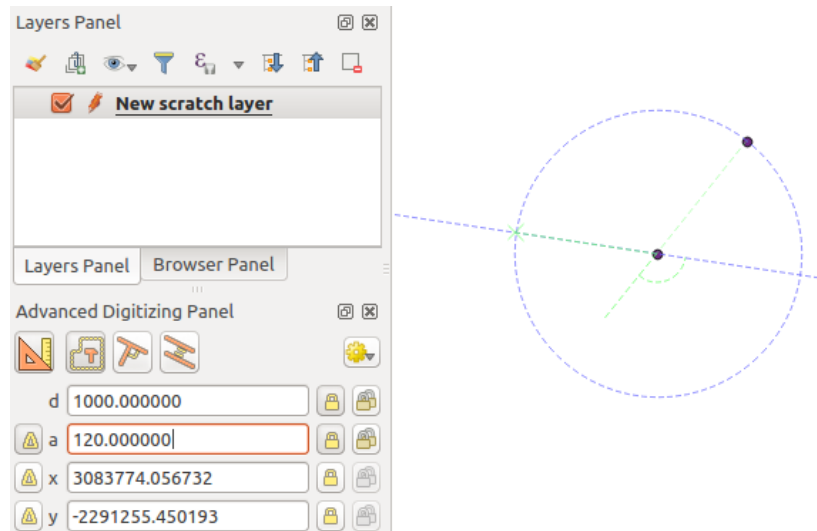 Layers Panel
New scratch layer
Layers Panel Browser Panel
Advanced Digitizing Panel
d 1000.000000
a 120.000000
x 3083774.056732
y -2291255.450193